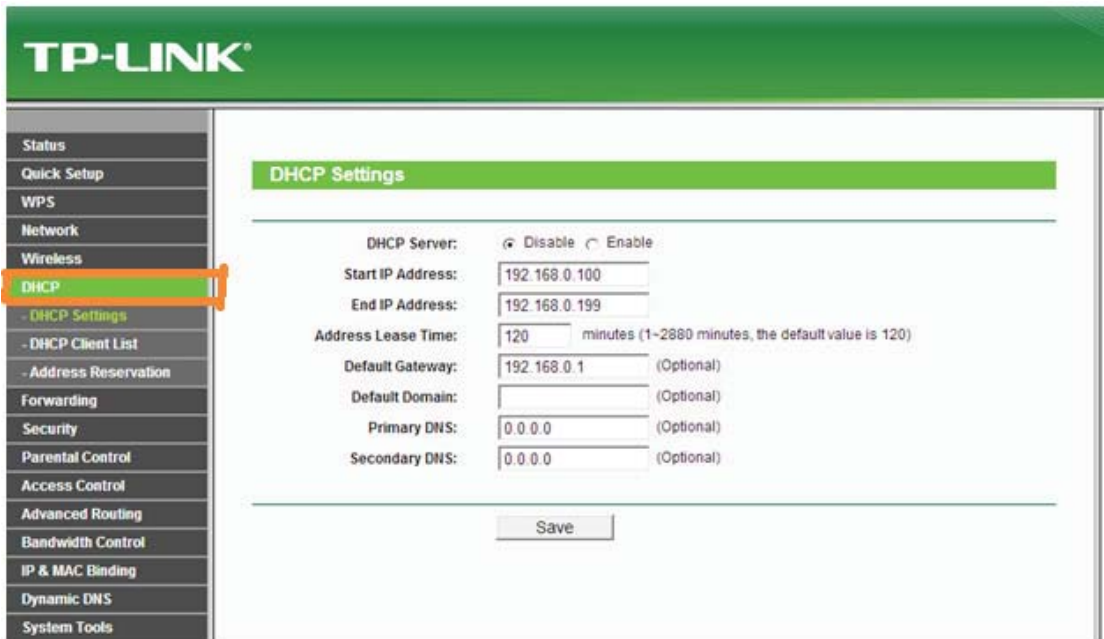 TP-LINK®
Status
Quick Setup
WPS
Network
Wireless
DHCP
- DHCP Settings
- DHCP Client List
- Address Reservation
Forwarding
Security
Parental Control
Access Control
Advanced Routing
Bandwidth Control
IP & MAC Binding
Dynamic DNS
System Tools
DHCP Settings
DHCP Server: Disable Enable
Start IP Address: 192.168.0.100
End IP Address: 192.168.0.199
Address Lease Time: 120 minutes (1~2880 minutes, the default value is 120)
Default Gateway: 192.168.0.1 (Optional)
Default Domain: (Optional)
Primary DNS: 0.0.0.0 (Optional)
Secondary DNS: 0.0.0.0 (Optional)
Save